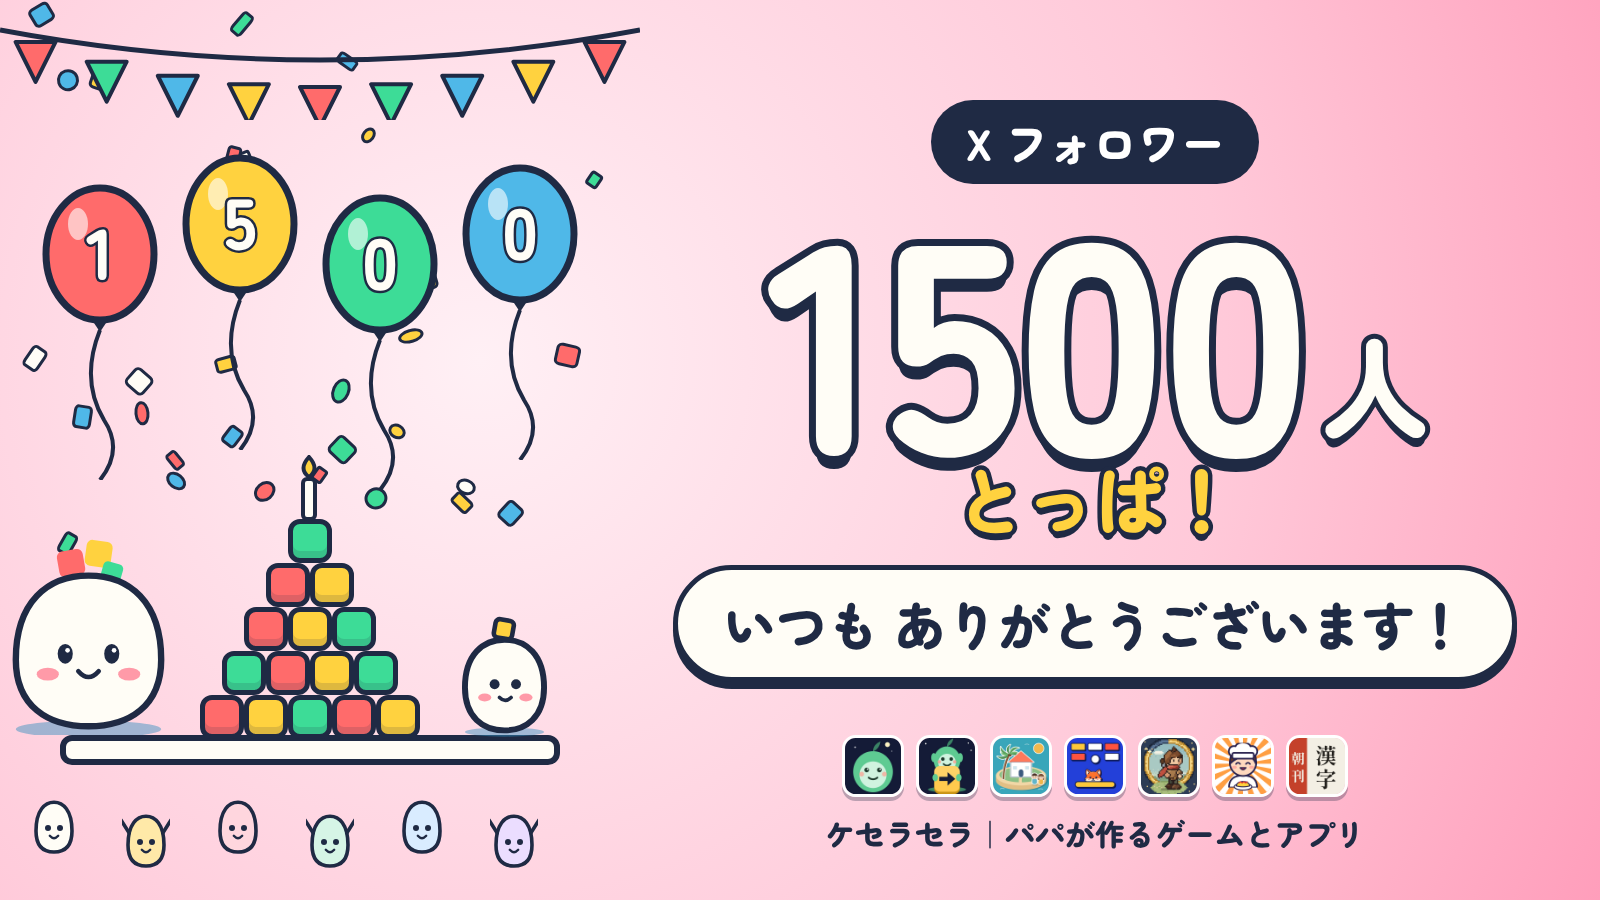 1 5 0 0
X フォロワー
1500人
とっぱ！
いつも ありがとうございます！
朝刊 漢字
ケセラセラ｜パパが作るゲームとアプリ